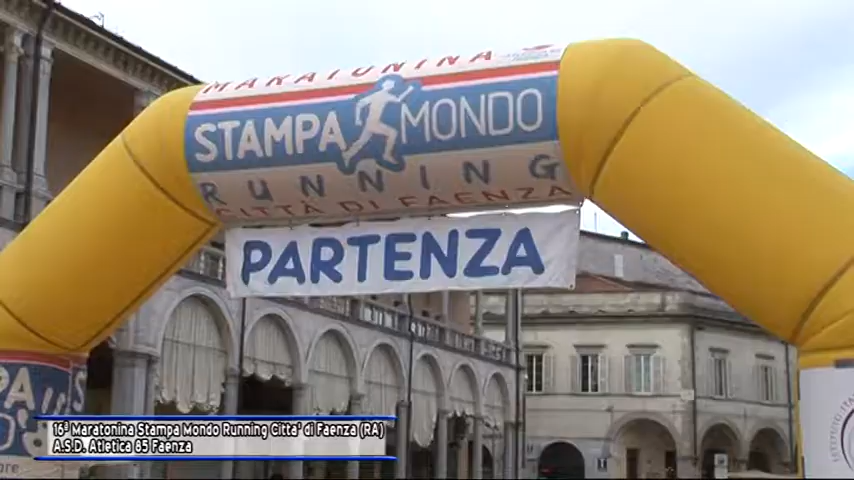 MARATONINA
STAMPA MONDO
RUNNING
CITTÀ DI FAENZA
PARTENZA
16ª Maratonina Stampa Mondo Running Citta' di Faenza (RA)
A.S.D. Atletica 85 Faenza